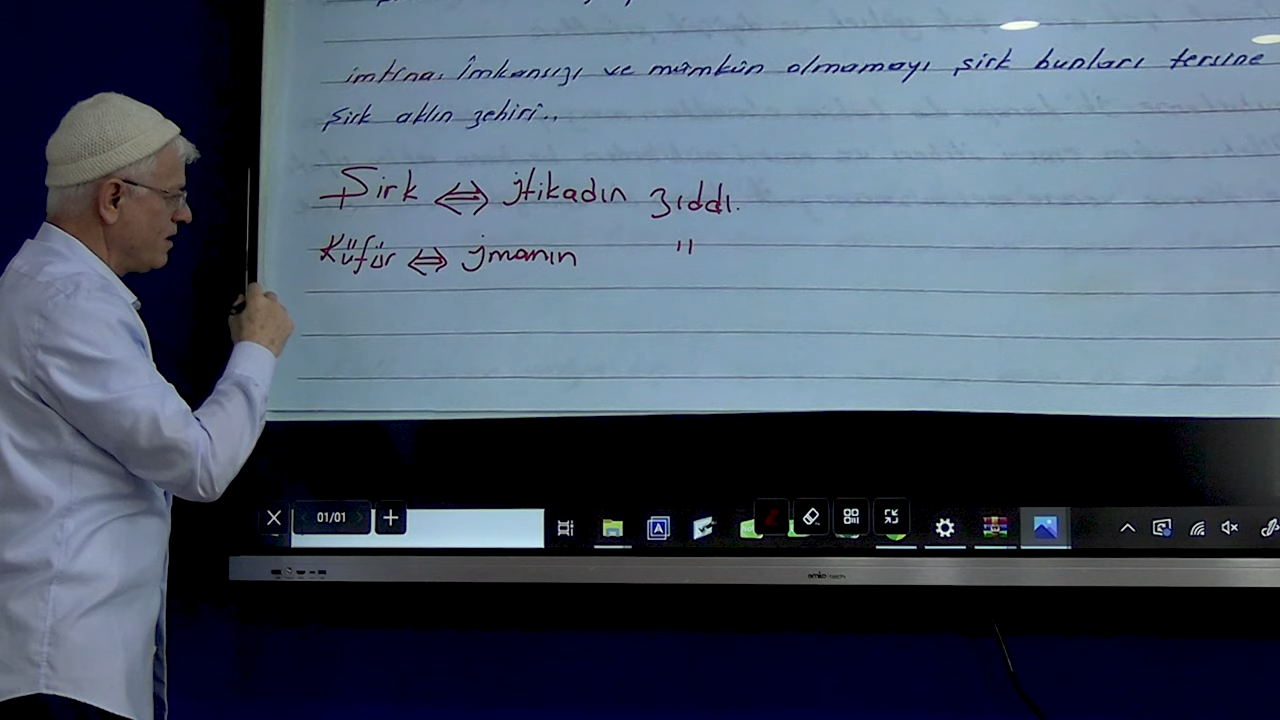 imtina, İmkansızı ve mümkün olmamayı şirk bunları tersine
Şirk aklın zehiri..
Şirk ⇔ İtikadın zıddı.
Küfür ⇔ İmanın "
01/01